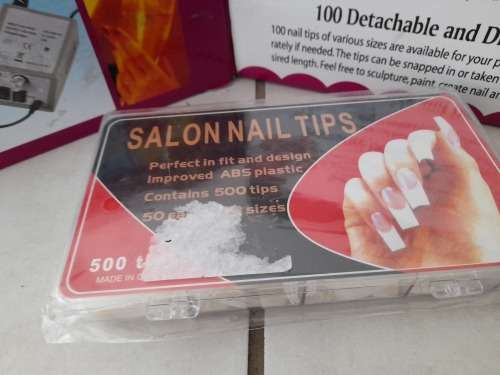 100 Detachable and D
100 nail tips of various sizes are available for your p
rately if needed. The tips can be snapped in or taken
sired length. Feel free to sculpture, paint, create nail ar
SALON NAIL TIPS
Perfect in fit and design
Improved ABS plastic
Contains 500 tips
50 sizes
500 t
MADE IN